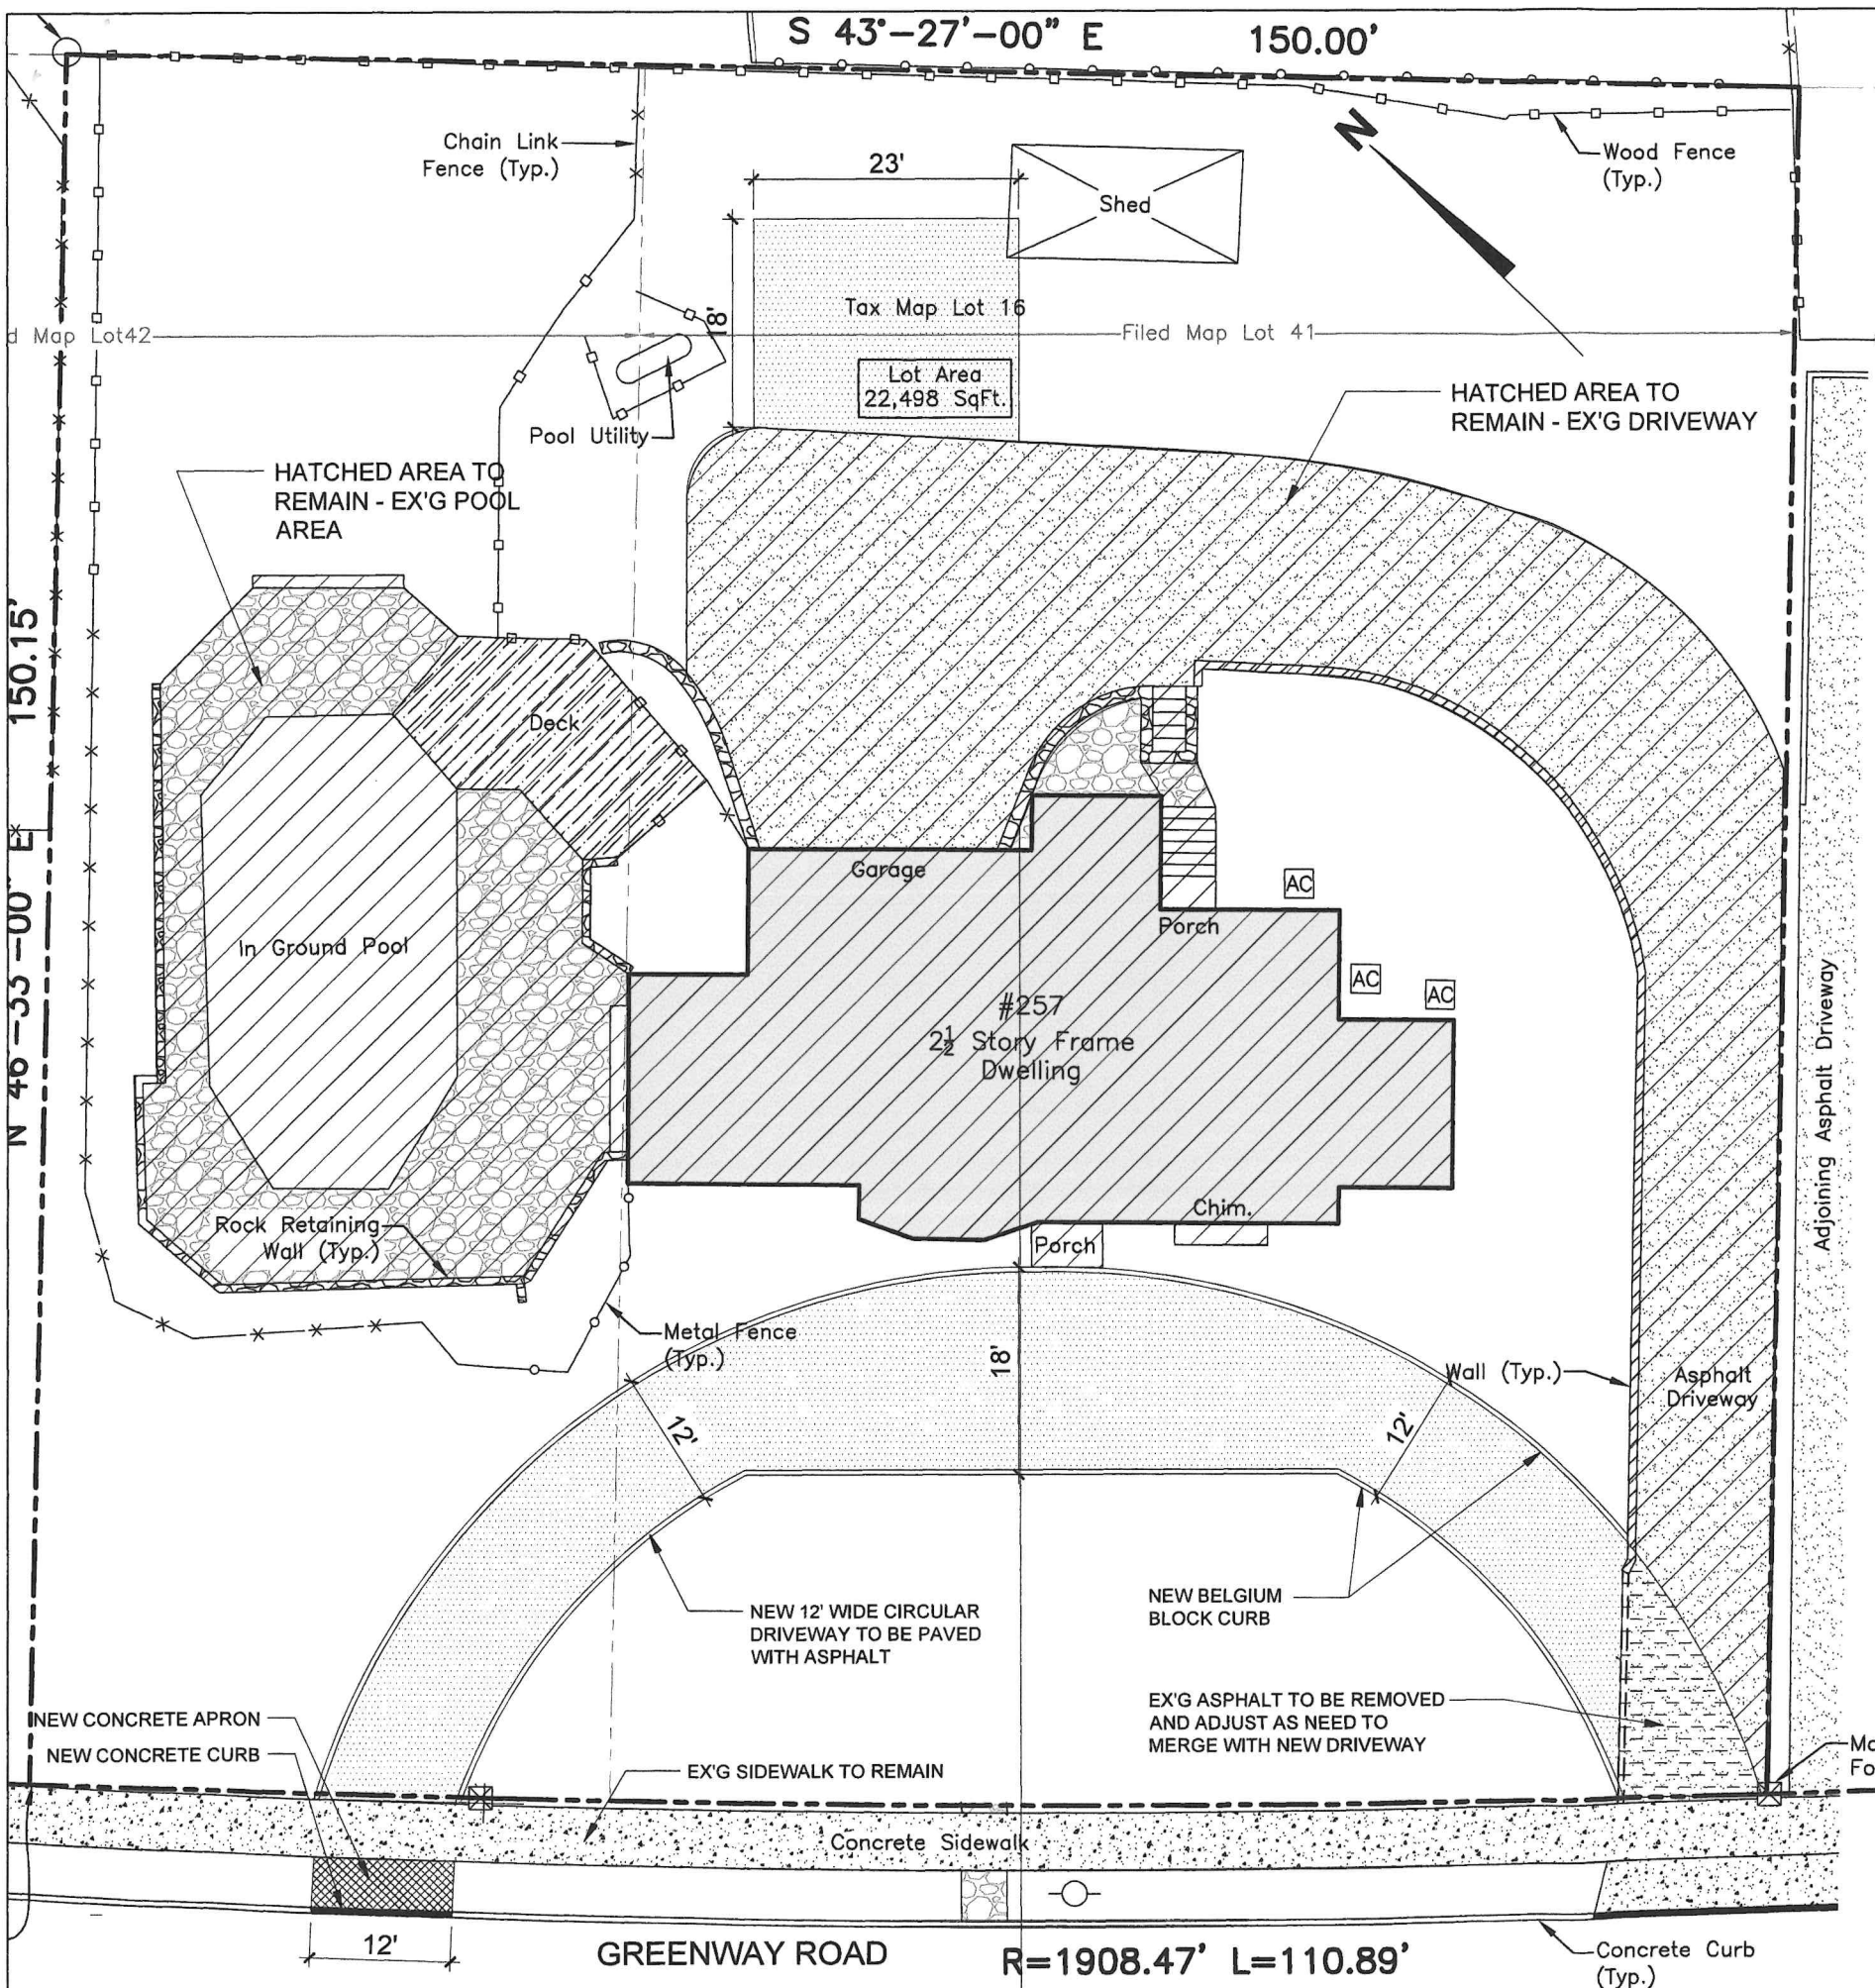 S 43°-27'-00" E 150.00'
Chain Link
Fence (Typ.)
23'
Shed
N
Wood Fence
(Typ.)
18'
Tax Map Lot 16
d Map Lot42
Filed Map Lot 41
Lot Area
22,498 SqFt.
HATCHED AREA TO
REMAIN - EX'G DRIVEWAY
Pool Utility
HATCHED AREA TO
REMAIN - EX'G POOL
AREA
N 46°-33'-00" E 150.15'
Deck
Garage
AC
Porch
In Ground Pool
AC
AC
#257
2½ Story Frame
Dwelling
Adjoining Asphalt Driveway
Chim.
Rock Retaining
Wall (Typ.)
Porch
Metal Fence
(Typ.)
18'
Wall (Typ.)
Asphalt
Driveway
12'
12'
NEW 12' WIDE CIRCULAR
DRIVEWAY TO BE PAVED
WITH ASPHALT
NEW BELGIUM
BLOCK CURB
EX'G ASPHALT TO BE REMOVED
AND ADJUST AS NEED TO
MERGE WITH NEW DRIVEWAY
NEW CONCRETE APRON
NEW CONCRETE CURB
EX'G SIDEWALK TO REMAIN
Mo
Fo
Concrete Sidewalk
12'
GREENWAY ROAD R=1908.47' L=110.89'
Concrete Curb
(Typ.)